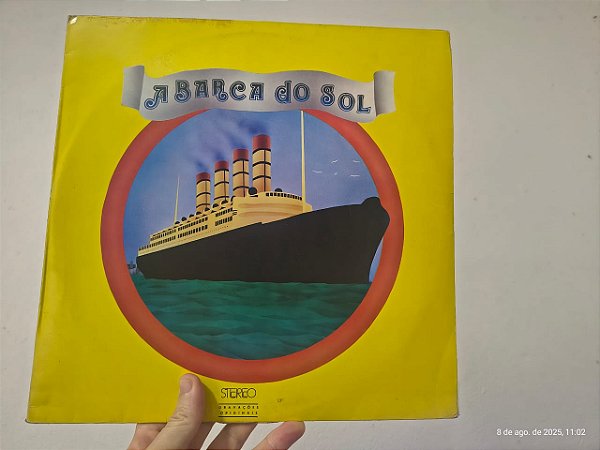 A BARCA DO SOL
STEREO
GRAVAÇÕES
ORIGINAIS
8 de ago. de 2025, 11:02